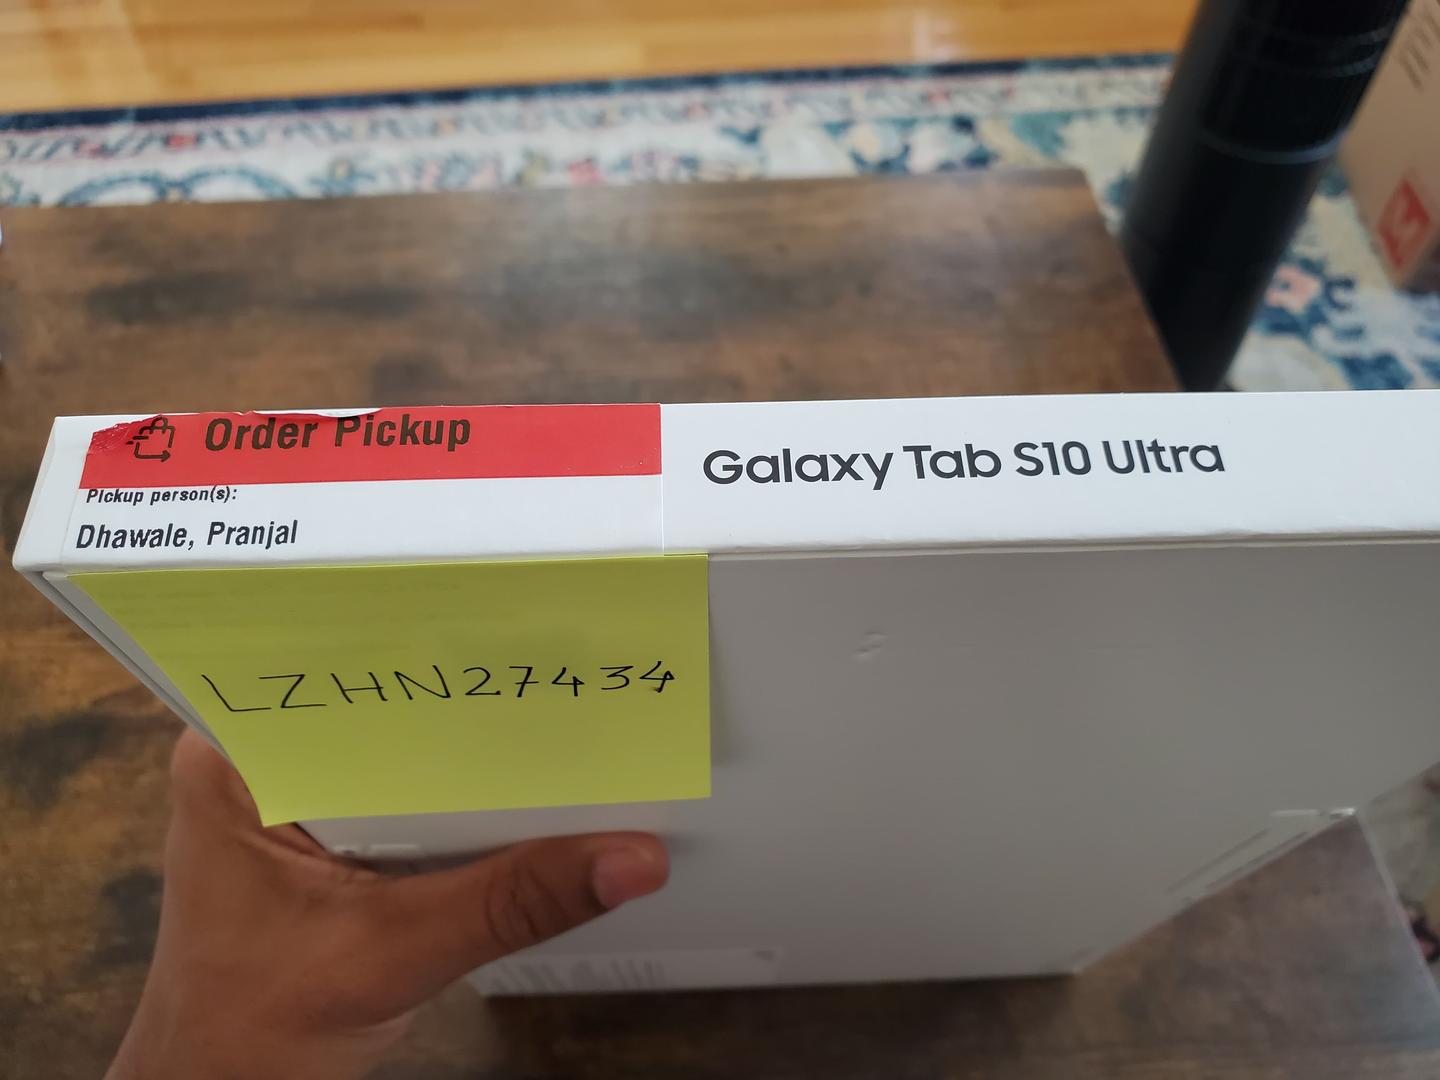 Order Pickup
Pickup person(s):
Dhawale, Pranjal
Galaxy Tab S10 Ultra
LZHN27434